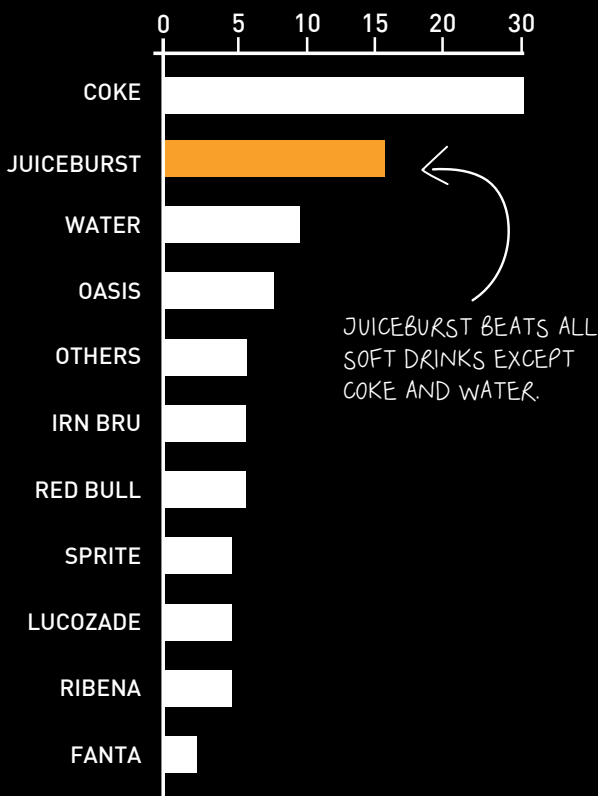 0 5 10 15 20 30
COKE
JUICEBURST
WATER
OASIS
JUICEBURST BEATS ALL
SOFT DRINKS EXCEPT
COKE AND WATER.
OTHERS
IRN BRU
RED BULL
SPRITE
LUCOZADE
RIBENA
FANTA